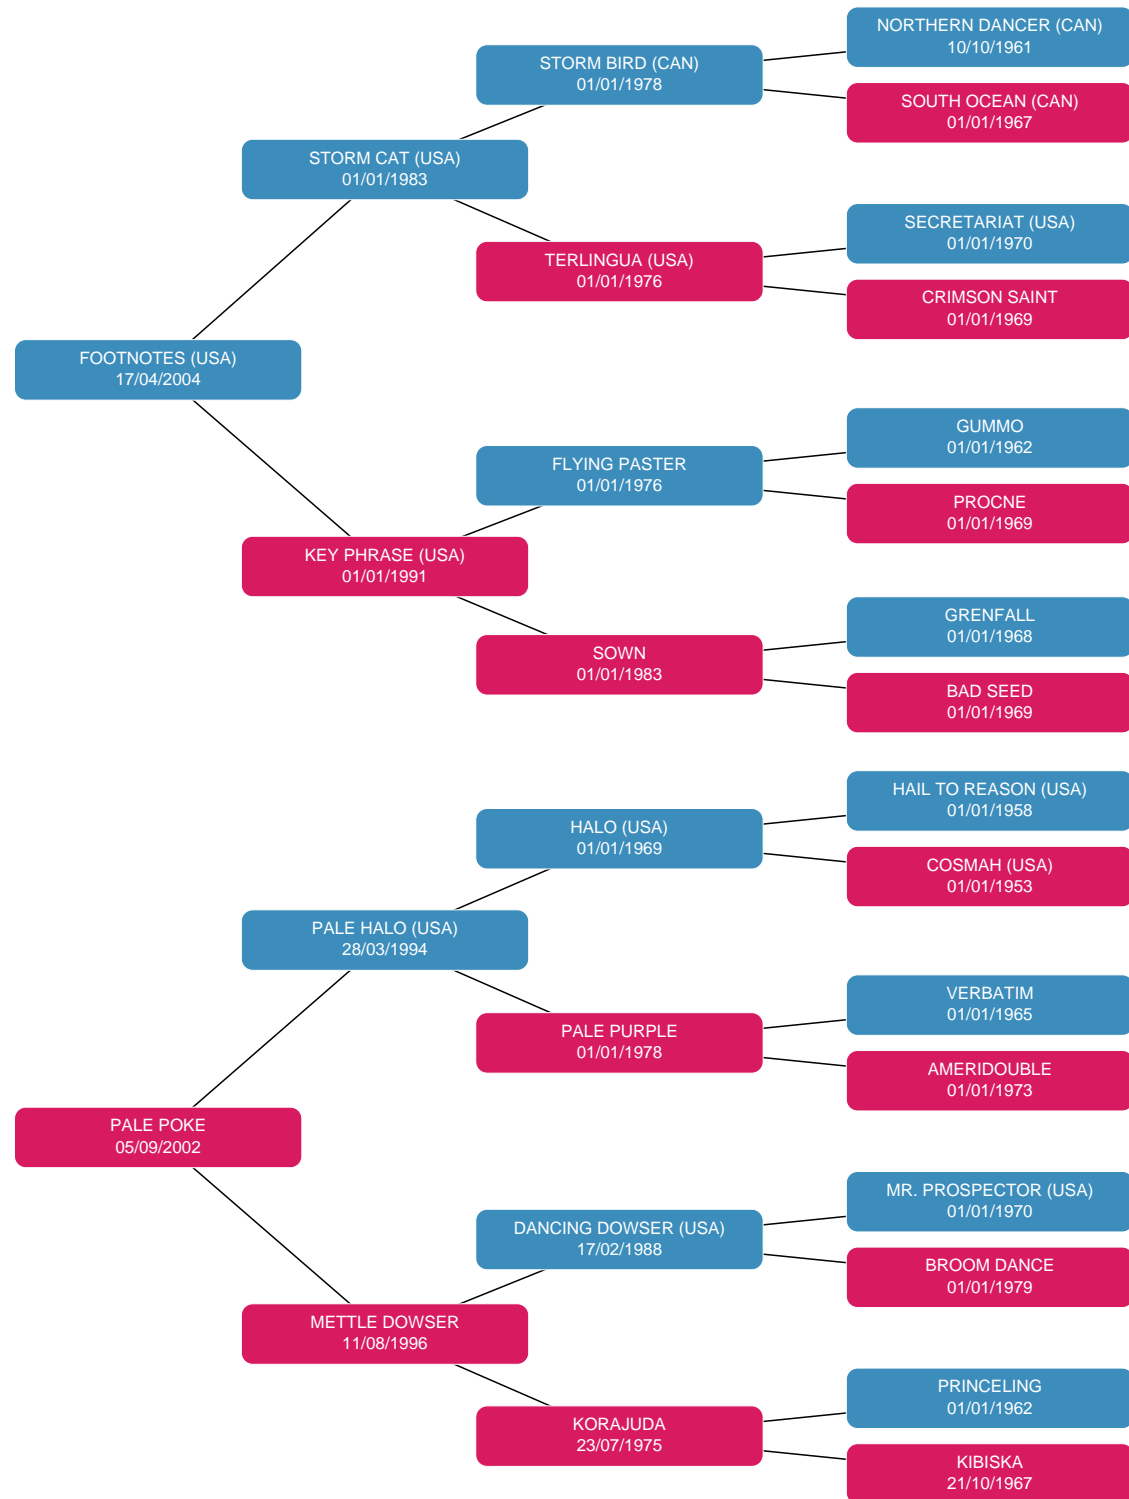 NORTHERN DANCER (CAN)
10/10/1961
STORM BIRD (CAN)
01/01/1978
SOUTH OCEAN (CAN)
01/01/1967
STORM CAT (USA)
01/01/1983
SECRETARIAT (USA)
01/01/1970
TERLINGUA (USA)
01/01/1976
CRIMSON SAINT
01/01/1969
FOOTNOTES (USA)
17/04/2004
GUMMO
01/01/1962
FLYING PASTER
01/01/1976
PROCNE
01/01/1969
KEY PHRASE (USA)
01/01/1991
GRENFALL
01/01/1968
SOWN
01/01/1983
BAD SEED
01/01/1969
HAIL TO REASON (USA)
01/01/1958
HALO (USA)
01/01/1969
COSMAH (USA)
01/01/1953
PALE HALO (USA)
28/03/1994
VERBATIM
01/01/1965
PALE PURPLE
01/01/1978
AMERIDOUBLE
01/01/1973
PALE POKE
05/09/2002
MR. PROSPECTOR (USA)
01/01/1970
DANCING DOWSER (USA)
17/02/1988
BROOM DANCE
01/01/1979
METTLE DOWSER
11/08/1996
PRINCELING
01/01/1962
KORAJUDA
23/07/1975
KIBISKA
21/10/1967